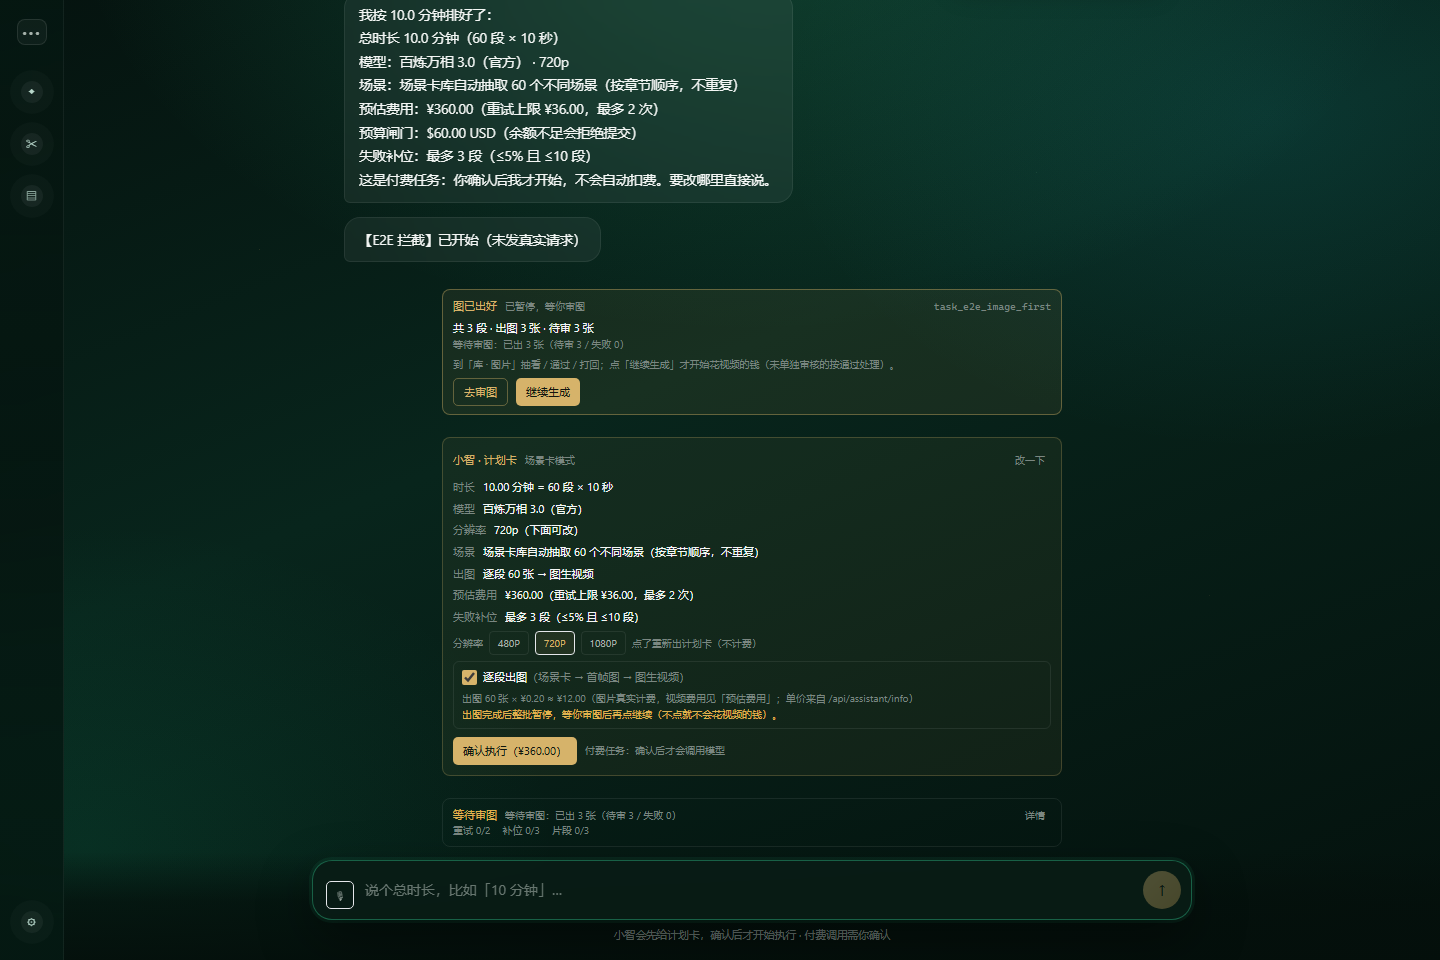 我按 10.0 分钟排好了：
总时长 10.0 分钟（60 段 × 10 秒）
模型：百炼万相 3.0（官方） · 720p
场景：场景卡库自动抽取 60 个不同场景（按章节顺序，不重复）
预估费用：¥360.00（重试上限 ¥36.00，最多 2 次）
预算闸门：$60.00 USD（余额不足会拒绝提交）
失败补位：最多 3 段（≤5% 且 ≤10 段）
这是付费任务：你确认后我才开始，不会自动扣费。要改哪里直接说。
【E2E 拦截】已开始（未发真实请求）
图已出好 已暂停，等你审图 task_e2e_image_first
共 3 段 · 出图 3 张 · 待审 3 张
等待审图：已出 3 张（待审 3 / 失败 0）
到「库 · 图片」抽看 / 通过 / 打回；点「继续生成」才开始花视频的钱（未单独审核的按通过处理）。
去审图 继续生成
小智 · 计划卡 场景卡模式 改一下
时长 10.00 分钟 = 60 段 × 10 秒
模型 百炼万相 3.0（官方）
分辨率 720p（下面可改）
场景 场景卡库自动抽取 60 个不同场景（按章节顺序，不重复）
出图 逐段 60 张 → 图生视频
预估费用 ¥360.00（重试上限 ¥36.00，最多 2 次）
失败补位 最多 3 段（≤5% 且 ≤10 段）
分辨率 480P 720P 1080P 点了重新出计划卡（不计费）
逐段出图（场景卡 → 首帧图 → 图生视频）
出图 60 张 × ¥0.20 ≈ ¥12.00（图片真实计费，视频费用见「预估费用」；单价来自 /api/assistant/info）
出图完成后整批暂停，等你审图后再点继续（不点就不会花视频的钱）。
确认执行（¥360.00） 付费任务：确认后才会调用模型
等待审图 等待审图：已出 3 张（待审 3 / 失败 0） 详情
重试 0/2 补位 0/3 片段 0/3
说个总时长，比如「10 分钟」...
小智会先给计划卡，确认后才开始执行 · 付费调用需你确认